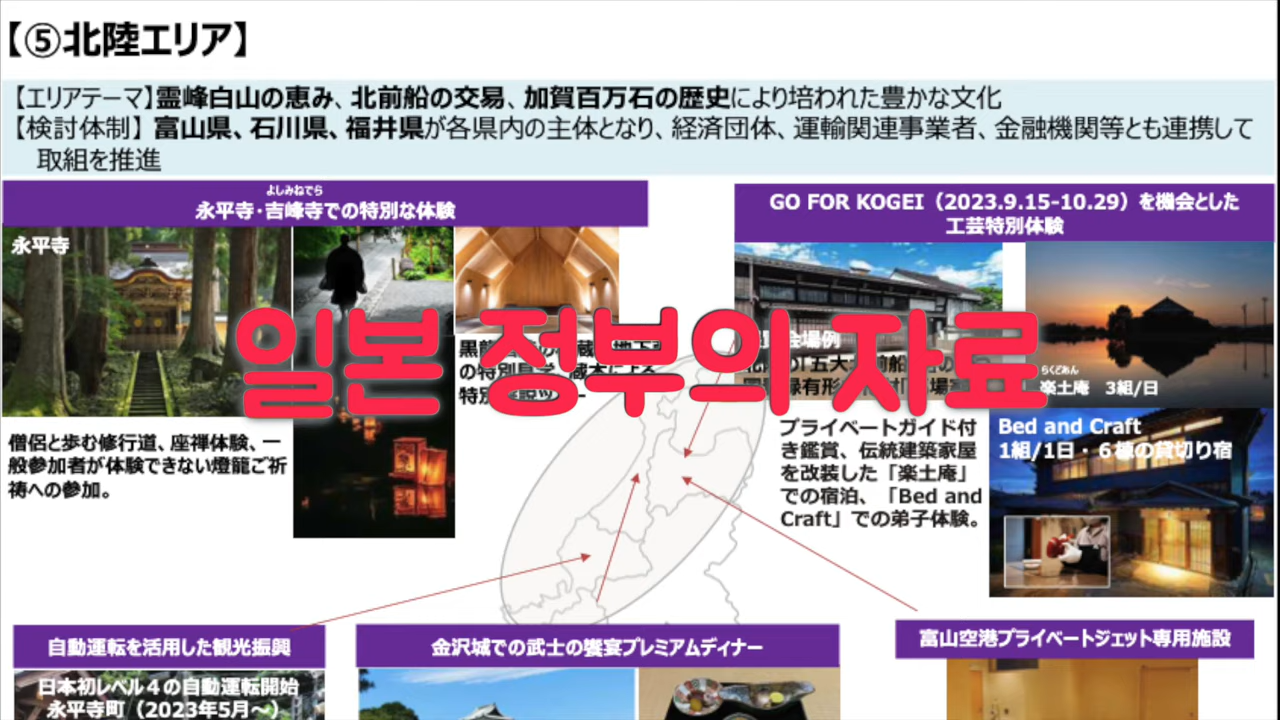 【⑤北陸エリア】
【エリアテーマ】霊峰白山の恵み、北前船の交易、加賀百万石の歴史により培われた豊かな文化
【検討体制】 富山県、石川県、福井県が各県内の主体となり、経済団体、運輸関連事業者、金融機関等とも連携して
取組を推進
よしみねでら
永平寺・吉峰寺での特別な体験
永平寺
僧侶と歩む修行道、座禅体験、一
般参加者が体験できない燈籠ご祈
祷への参加。
黒龍
の特別見
特別
GO FOR KOGEI（2023.9.15-10.29）を機会とした
工芸特別体験
会場例
「五大
プライベートガイド付
き鑑賞、伝統建築家屋
を改装した「楽土庵」
での宿泊、「Bed and
Craft」での弟子体験。
らくどあん
楽土庵 3組/日
Bed and Craft
1組/1日・６棟の貸切り宿
일본 정부의 자료
自動運転を活用した観光振興
日本初レベル４の自動運転開始
永平寺町（2023年5月～）
金沢城での武士の饗宴プレミアムディナー
富山空港プライベートジェット専用施設